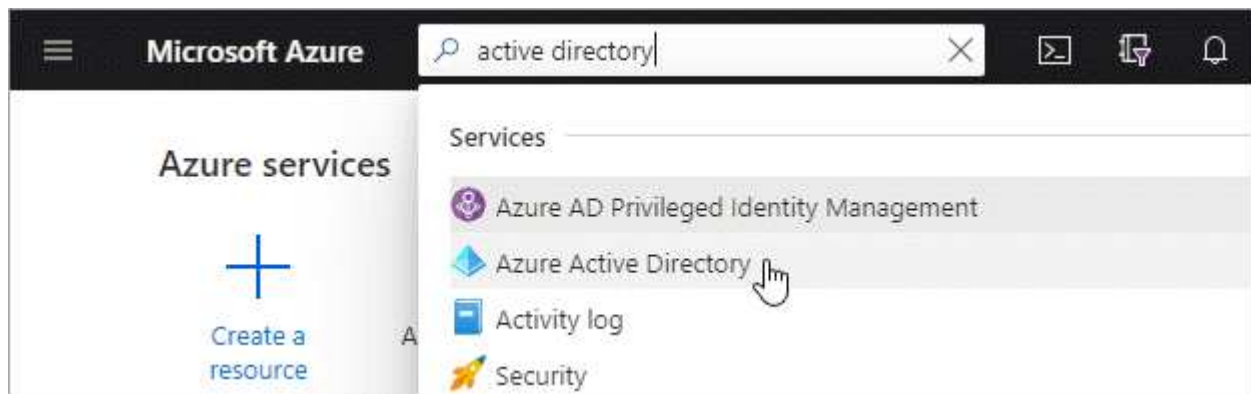 Microsoft Azure
active directory
Azure services
Create a
resource
A
Services
Azure AD Privileged Identity Management
Azure Active Directory
Activity log
Security